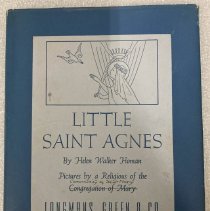 LITTLE
SAINT AGNES
By Helen Walker Homan
Pictures by a Religious of the
Congregation of Mary
LONGMANS, GREEN & CO